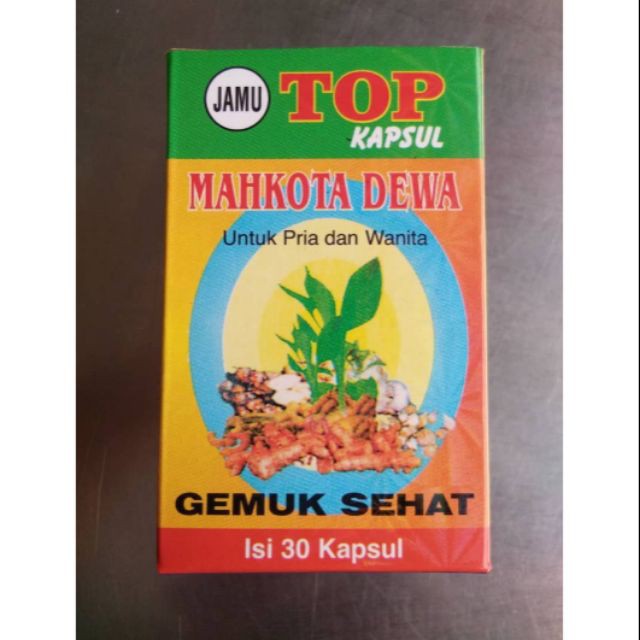 JAMU TOP
KAPSUL
MAHKOTA DEWA
Untuk Pria dan Wanita
GEMUK SEHAT
Isi 30 Kapsul